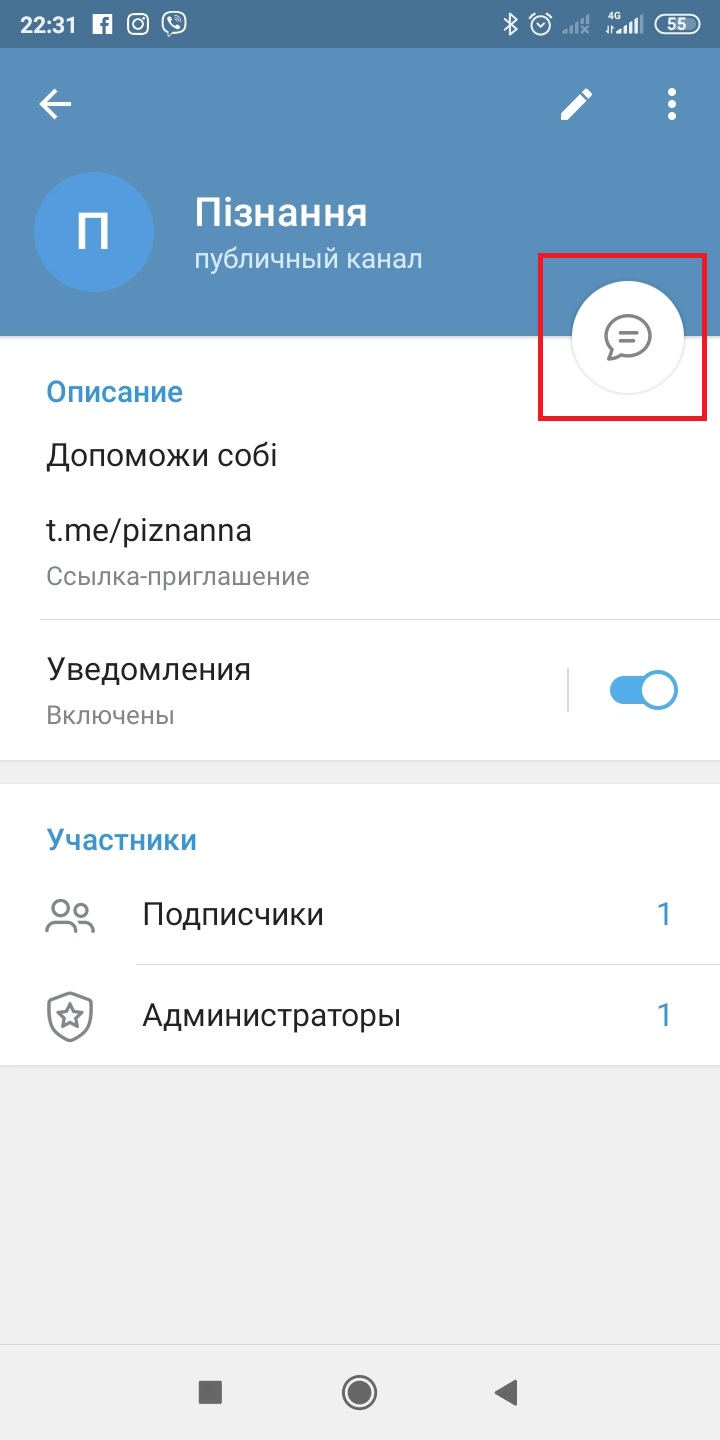 22:31
4G
55
П
Пізнання
публичный канал
Описание
Допоможи собі
t.me/piznanna
Ссылка-приглашение
Уведомления
Включены
Участники
Подписчики 1
Администраторы 1